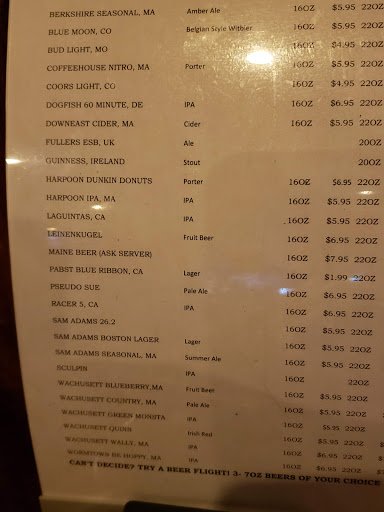 BERKSHIRE SEASONAL, MA Amber Ale 16OZ $5.95 22OZ
BLUE MOON, CO Belgian Style Witbier 16OZ $5.95 22OZ
BUD LIGHT, MO 16OZ $4.95 22OZ
COFFEEHOUSE NITRO, MA Porter 16OZ $5.95 22OZ
COORS LIGHT, CO 16OZ $4.95 22OZ
DOGFISH 60 MINUTE, DE IPA 16OZ $6.95 22OZ
DOWNEAST CIDER, MA Cider 16OZ $5.95 22OZ
FULLERS ESB, UK Ale 20OZ
GUINNESS, IRELAND Stout 20OZ
HARPOON DUNKIN DONUTS Porter 16OZ $6.95 22OZ
HARPOON IPA, MA IPA 16OZ $5.95 22OZ
LAGUINTAS, CA IPA 16OZ $5.95 22OZ
LEINENKUGEL Fruit Beer 16OZ $6.95 22OZ
MAINE BEER (ASK SERVER) 16OZ $7.95 22OZ
PABST BLUE RIBBON, CA Lager 16OZ $1.99 22OZ
PSEUDO SUE Pale Ale 16OZ $6.95 22OZ
RACER 5, CA IPA 16OZ $6.95 22OZ
SAM ADAMS 26.2 16OZ $5.95 22OZ
SAM ADAMS BOSTON LAGER Lager 16OZ $5.95 22OZ
SAM ADAMS SEASONAL, MA Summer Ale 16OZ $5.95 22OZ
SCULPIN IPA 16OZ 22OZ
WACHUSETT BLUEBERRY,MA Fruit Beer 16OZ $5.95 22OZ
WACHUSETT COUNTRY, MA Pale Ale 16OZ $5.95 22OZ
WACHUSETT GREEN MONSTA IPA 16OZ $5.95 22OZ
WACHUSETT QUINN Irish Red 16OZ $5.95 22OZ
WACHUSETT WALLY, MA IPA 16OZ $5.95 22OZ
WORMTOWN BE HOPPY, MA IPA 16OZ $6.95 22OZ
CAN'T DECIDE? TRY A BEER FLIGHT! 3- 7OZ BEERS OF YOUR CHOICE